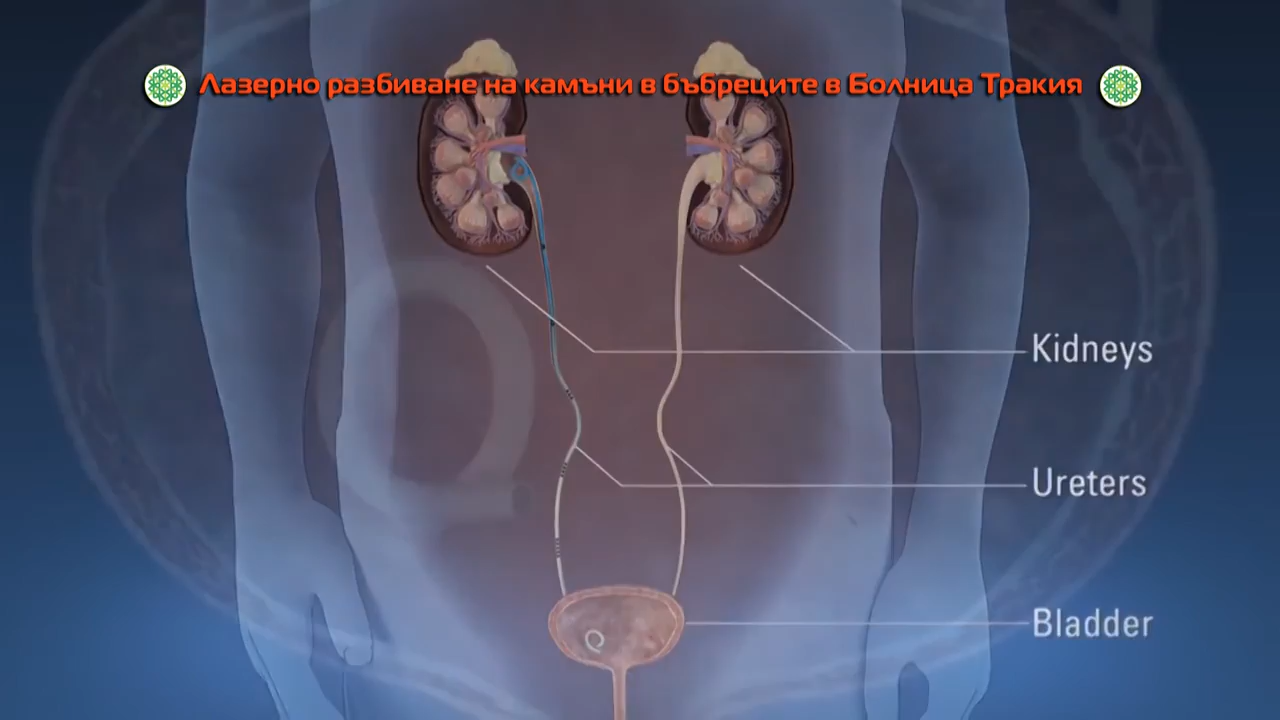 Лазерно разбиване на камъни в бъбреците в Болница Тракия
Kidneys
Ureters
Bladder